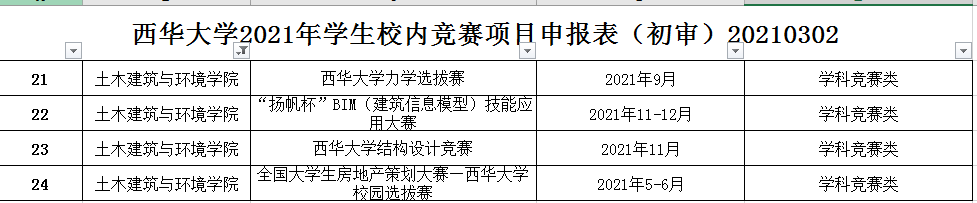 西华大学2021年学生校内竞赛项目申报表（初审）20210302
21 土木建筑与环境学院 西华大学力学选拔赛 2021年9月 学科竞赛类
22 土木建筑与环境学院 “扬帆杯”BIM（建筑信息模型）技能应
用大赛 2021年11-12月 学科竞赛类
23 土木建筑与环境学院 西华大学结构设计竞赛 2021年11月 学科竞赛类
24 土木建筑与环境学院 全国大学生房地产策划大赛—西华大学
校园选拔赛 2021年5-6月 学科竞赛类